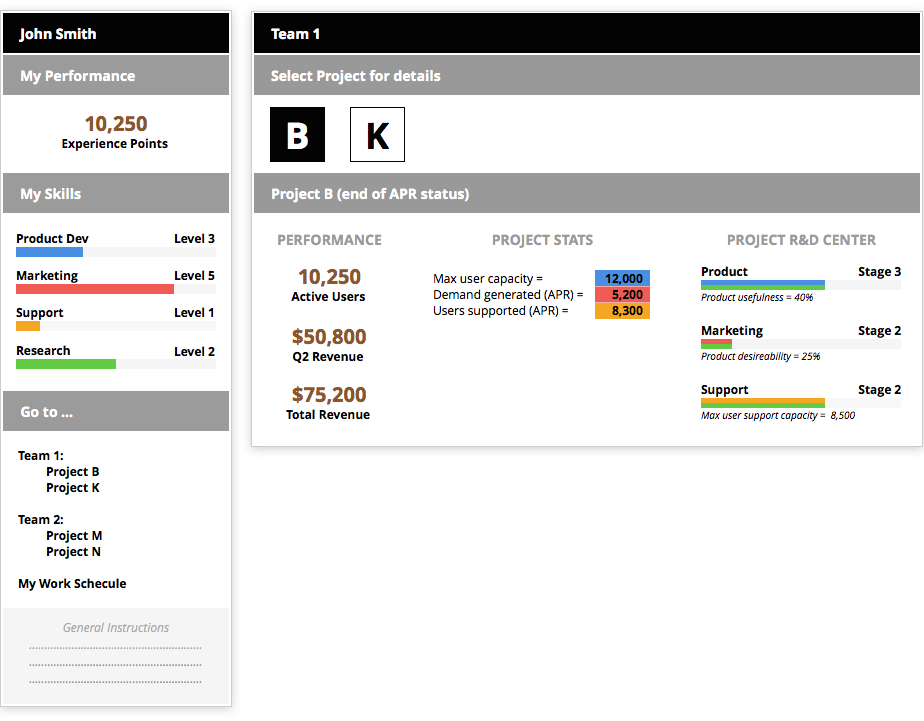 John Smith
My Performance
10,250
Experience Points
My Skills
Product Dev Level 3
Marketing Level 5
Support Level 1
Research Level 2
Go to ...
Team 1:
Project B
Project K
Team 2:
Project M
Project N
My Work Schecule
General Instructions
Team 1
Select Project for details
B K
Project B (end of APR status)
PERFORMANCE
10,250
Active Users
$50,800
Q2 Revenue
$75,200
Total Revenue
PROJECT STATS
Max user capacity = 12,000
Demand generated (APR) = 5,200
Users supported (APR) = 8,300
PROJECT R&D CENTER
Product Stage 3
Product usefulness = 40%
Marketing Stage 2
Product desireability = 25%
Support Stage 2
Max user support capacity = 8,500